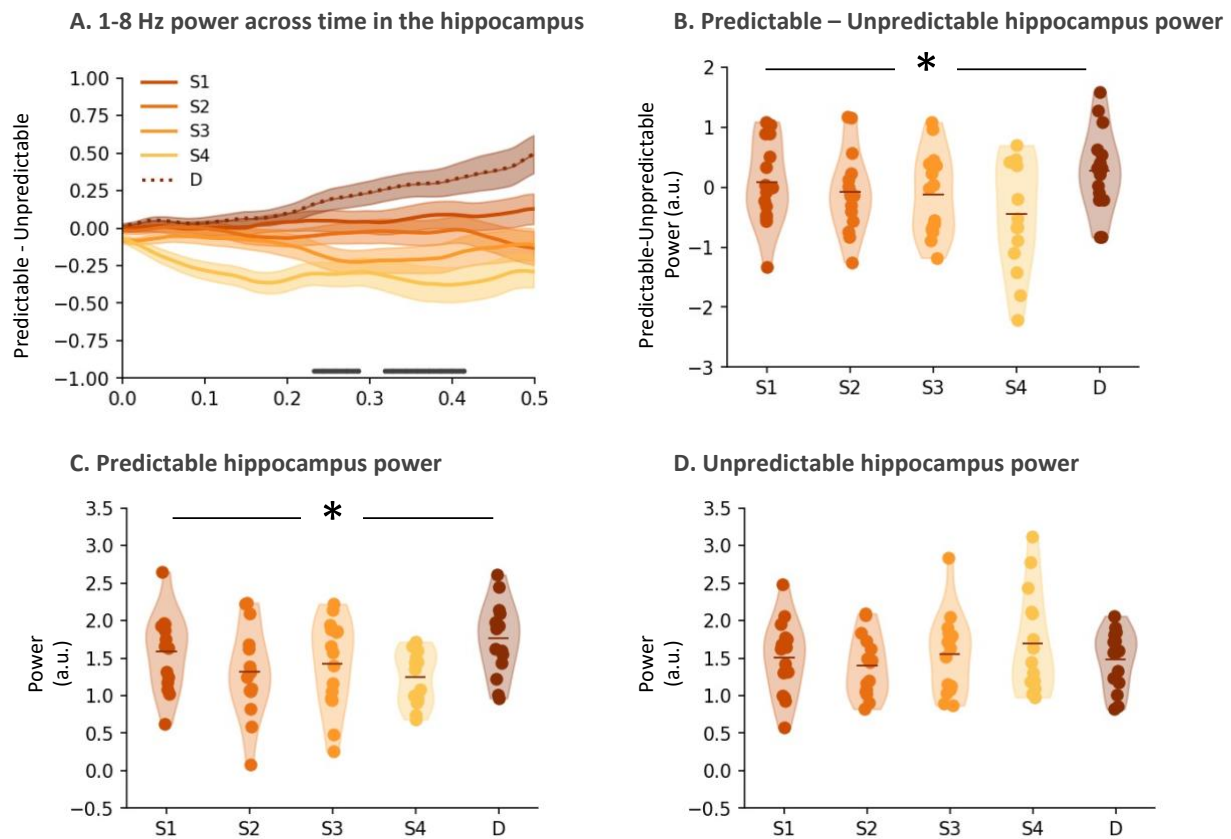 A. 1-8 Hz power across time in the hippocampus
Predictable - Unpredictable
1.00
0.75
0.50
0.25
0.00
−0.25
−0.50
−0.75
−1.00
S1
S2
S3
S4
D
0.0 0.1 0.2 0.3 0.4 0.5
B. Predictable – Unpredictable hippocampus power
*
Predictable-Unppredictable
Power (a.u.)
2
1
0
−1
−2
−3
S1 S2 S3 S4 D
C. Predictable hippocampus power
*
Power
(a.u.)
3.5
3.0
2.5
2.0
1.5
1.0
0.5
0.0
−0.5
S1 S2 S3 S4 D
D. Unpredictable hippocampus power
Power
(a.u.)
3.5
3.0
2.5
2.0
1.5
1.0
0.5
0.0
−0.5
S1 S2 S3 S4 D